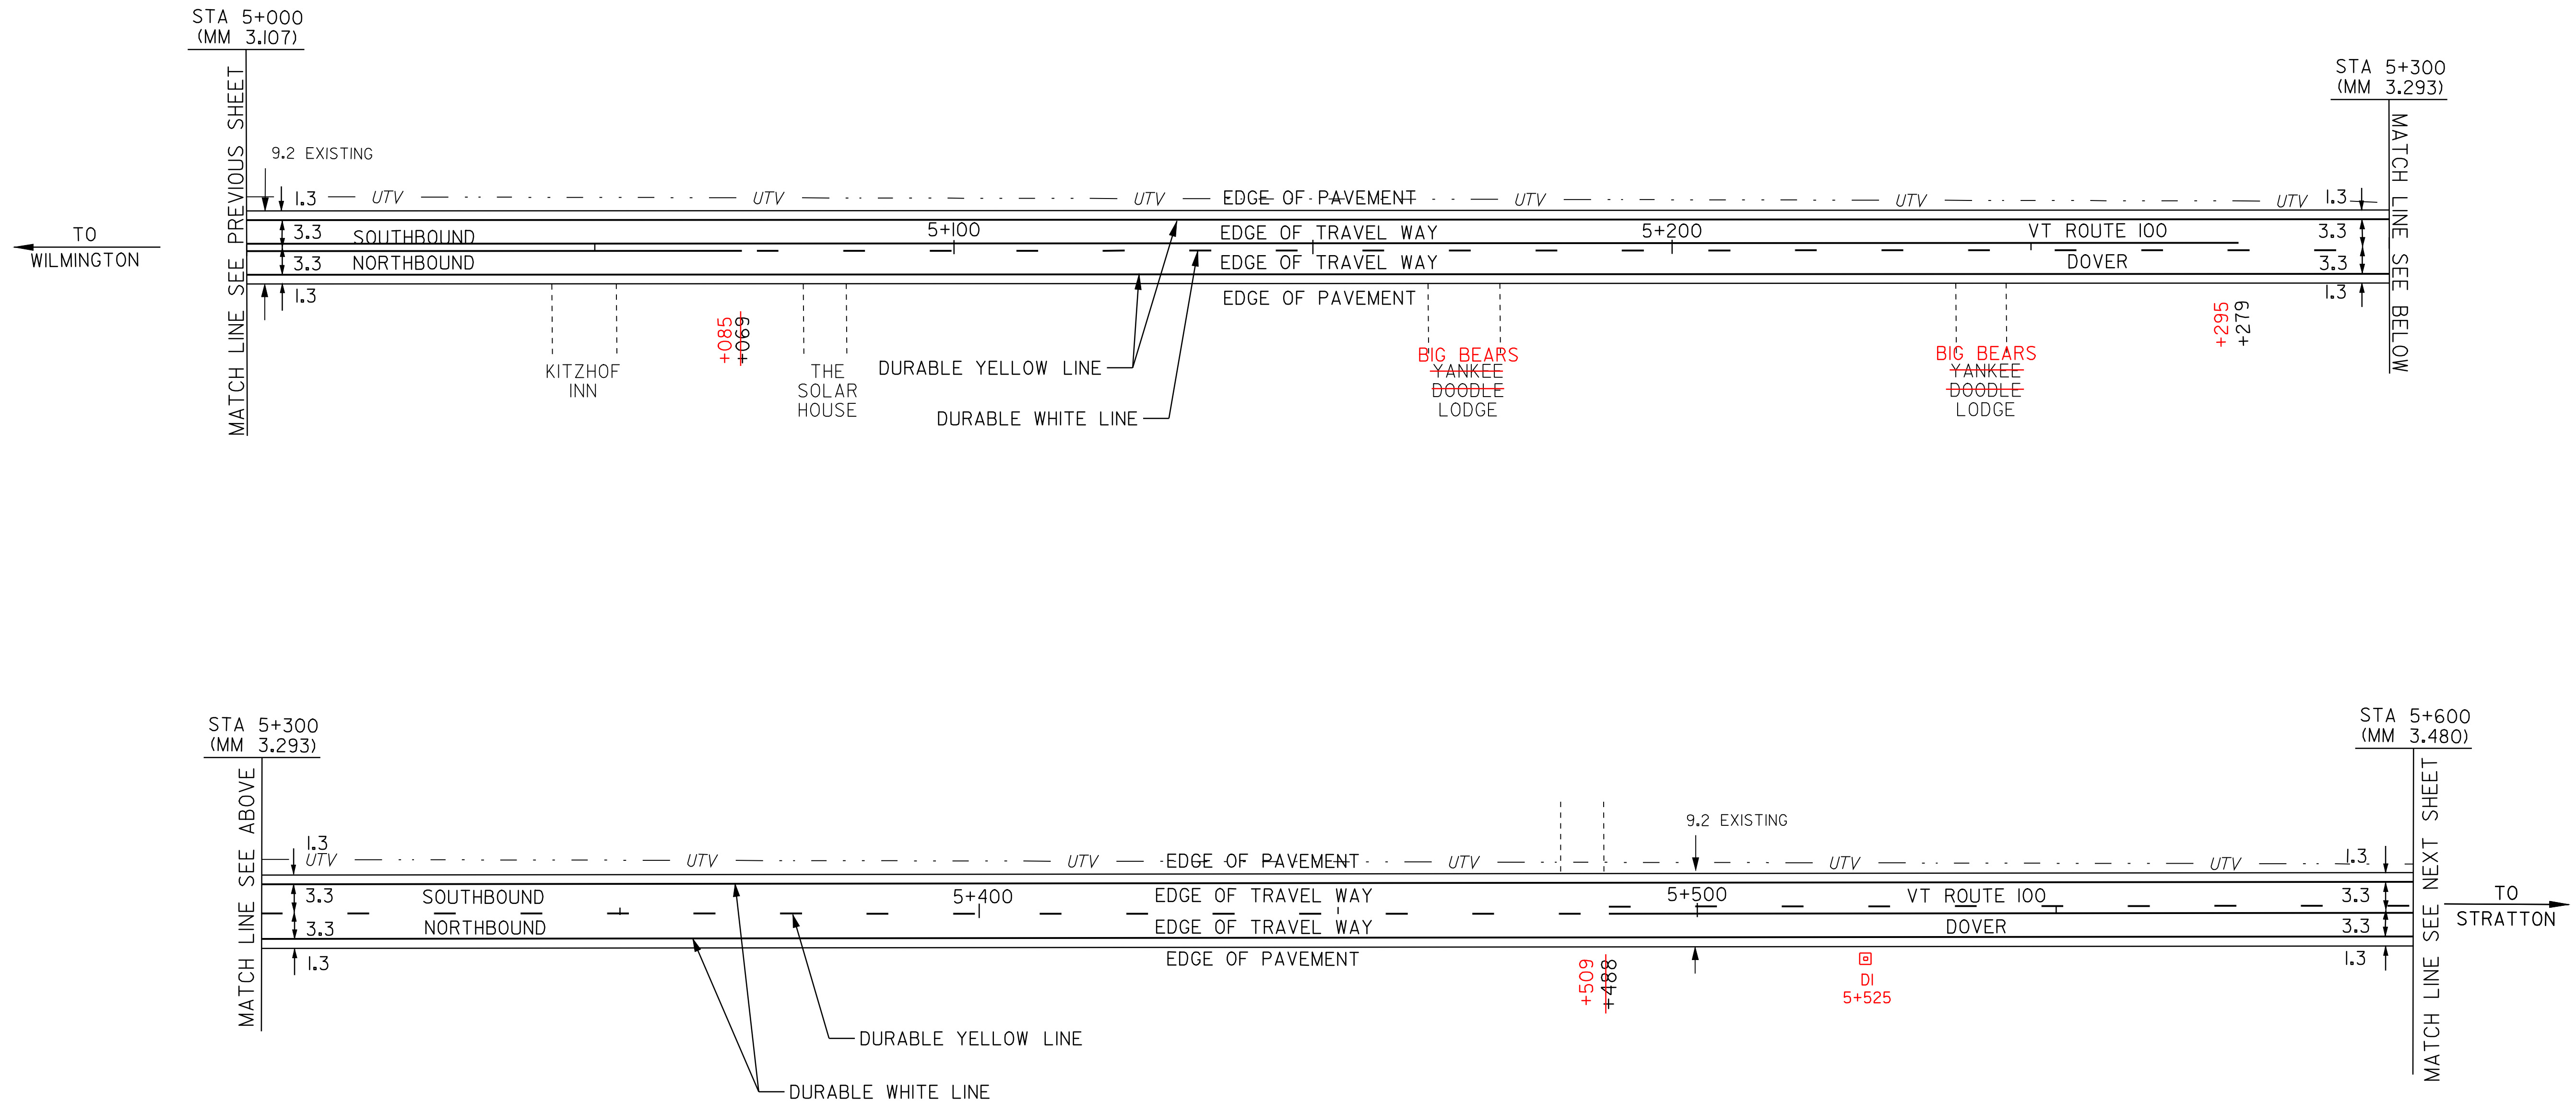 STA 5+000
(MM 3.107)
STA 5+300
(MM 3.293)
MATCH LINE SEE PREVIOUS SHEET
MATCH LINE SEE BELOW
9.2 EXISTING
1.3
UTV
UTV
UTV
EDGE OF PAVEMENT
UTV
UTV
UTV
1.3
TO
WILMINGTON
3.3
SOUTHBOUND
5+100
EDGE OF TRAVEL WAY
5+200
VT ROUTE 100
3.3
3.3
NORTHBOUND
EDGE OF TRAVEL WAY
DOVER
3.3
1.3
EDGE OF PAVEMENT
1.3
+085
+069
+295
+279
KITZHOF
INN
THE
SOLAR
HOUSE
DURABLE YELLOW LINE
DURABLE WHITE LINE
BIG BEARS
YANKEE
DOODLE
LODGE
BIG BEARS
YANKEE
DOODLE
LODGE
STA 5+300
(MM 3.293)
STA 5+600
(MM 3.480)
MATCH LINE SEE ABOVE
MATCH LINE SEE NEXT SHEET
9.2 EXISTING
1.3
UTV
UTV
UTV
EDGE OF PAVEMENT
UTV
UTV
UTV
1.3
3.3
SOUTHBOUND
5+400
EDGE OF TRAVEL WAY
5+500
VT ROUTE 100
3.3
TO
STRATTON
3.3
NORTHBOUND
EDGE OF TRAVEL WAY
DOVER
3.3
1.3
EDGE OF PAVEMENT
1.3
+509
+488
DI
5+525
DURABLE YELLOW LINE
DURABLE WHITE LINE